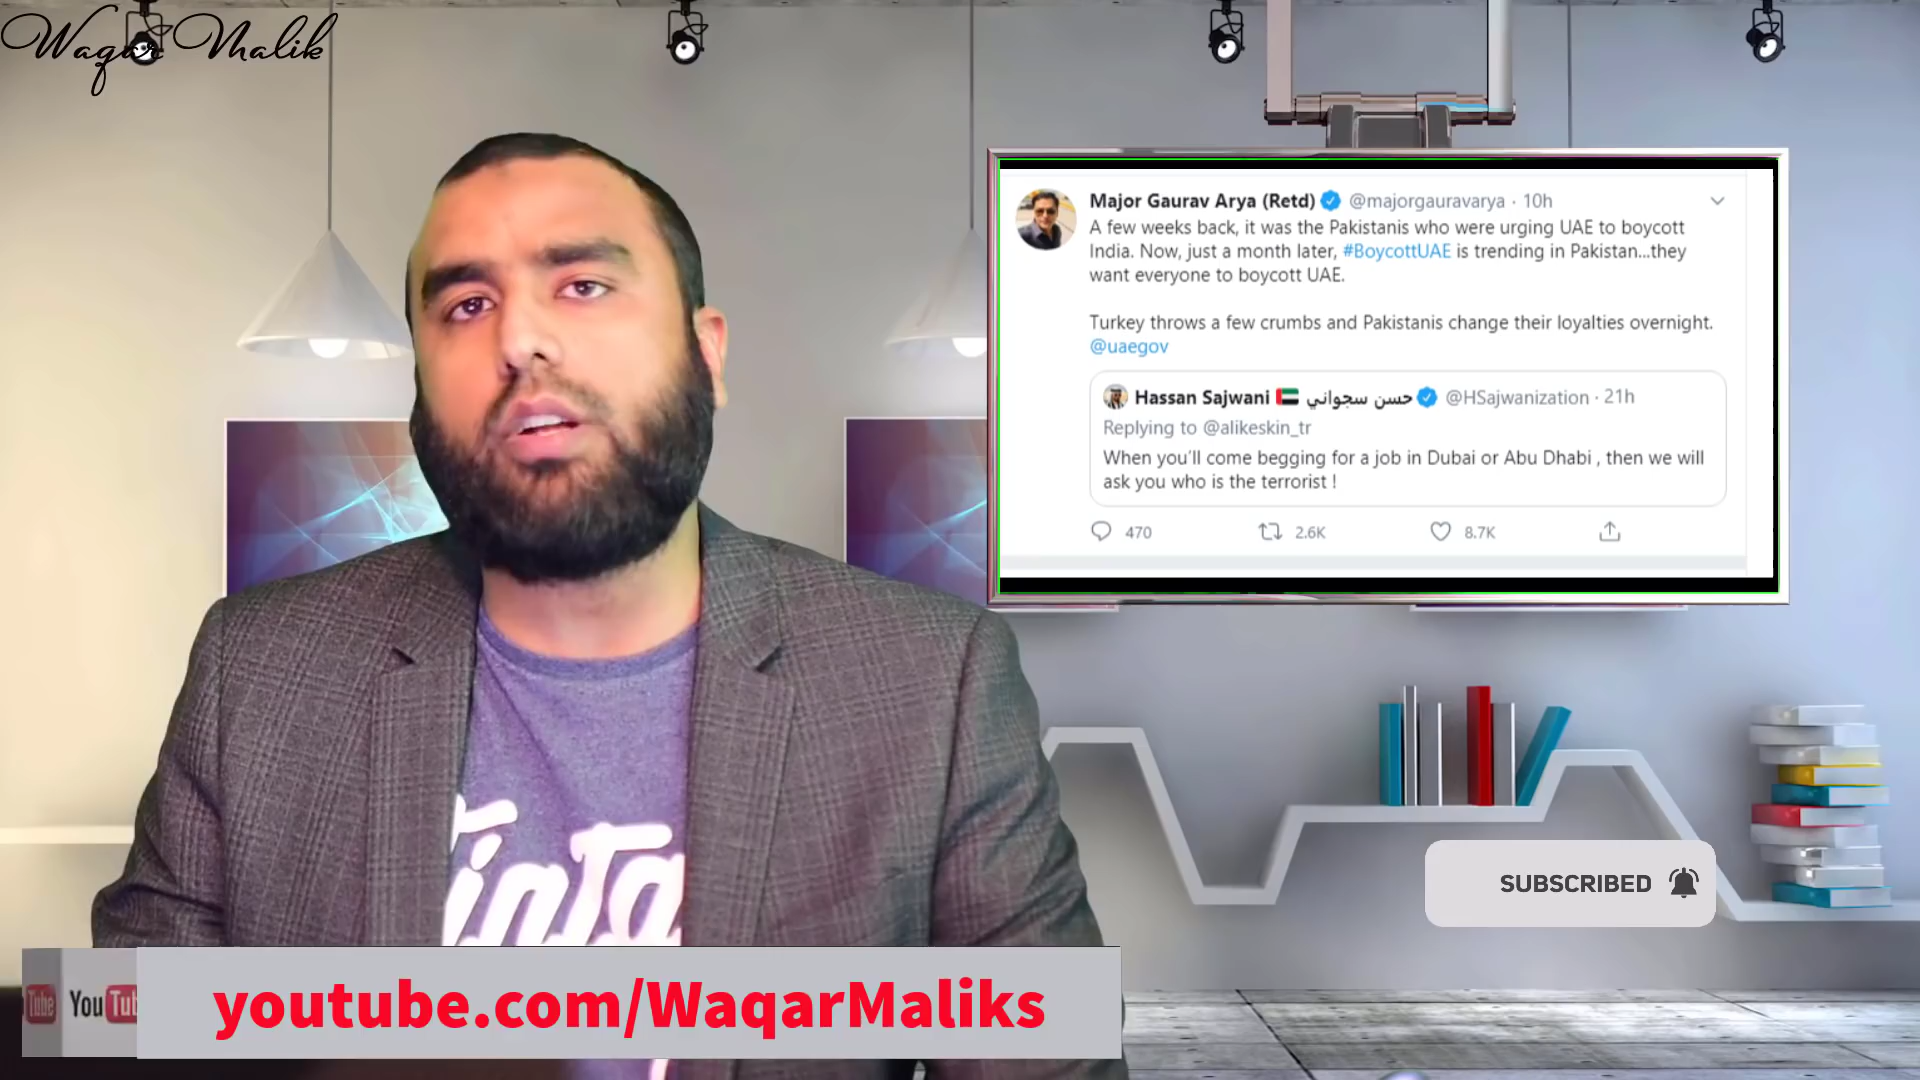 Waqar Malik
Major Gaurav Arya (Retd) @majorgauravarya · 10h
A few weeks back, it was the Pakistanis who were urging UAE to boycott
India. Now, just a month later, #BoycottUAE is trending in Pakistan...they
want everyone to boycott UAE.
Turkey throws a few crumbs and Pakistanis change their loyalties overnight.
@uaegov
Hassan Sajwani حسن سجواني @HSajwanization · 21h
Replying to @alikeskin_tr
When you'll come begging for a job in Dubai or Abu Dhabi , then we will
ask you who is the terrorist !
470 2.6K 8.7K
SUBSCRIBED
Tube YouTub
youtube.com/WaqarMaliks